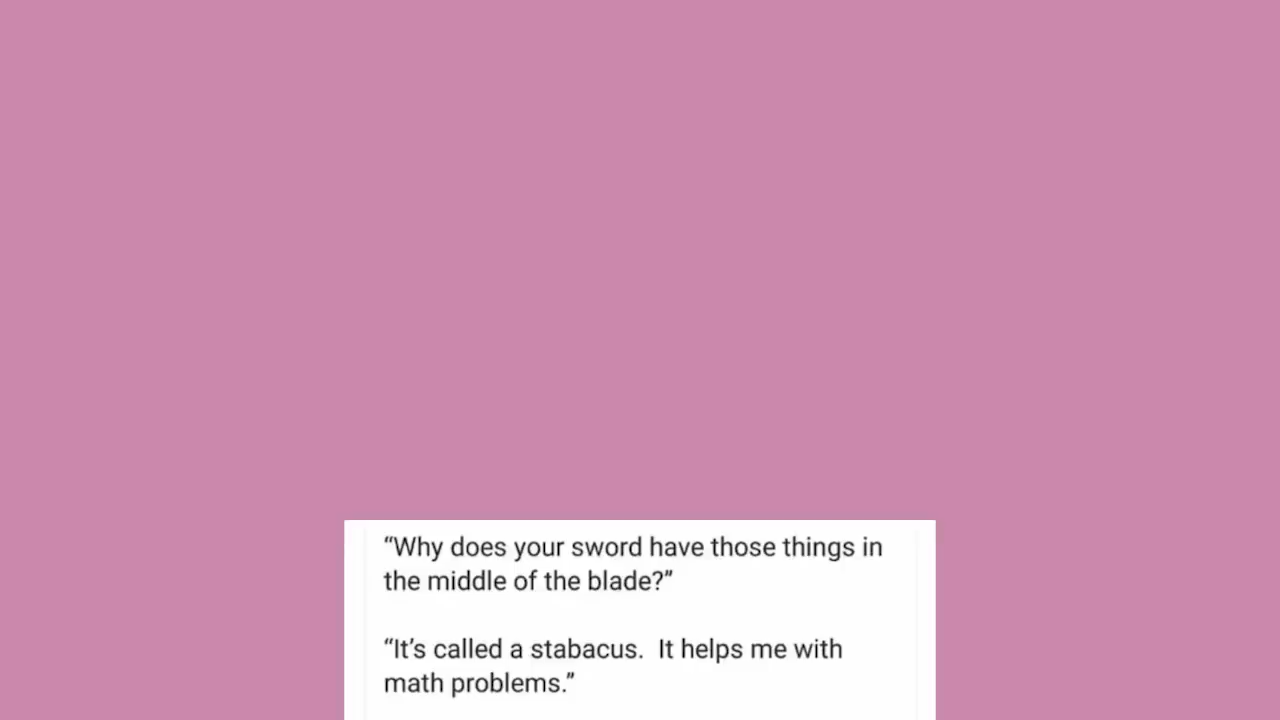 “Why does your sword have those things in
the middle of the blade?”
“It’s called a stabacus.  It helps me with
math problems.”